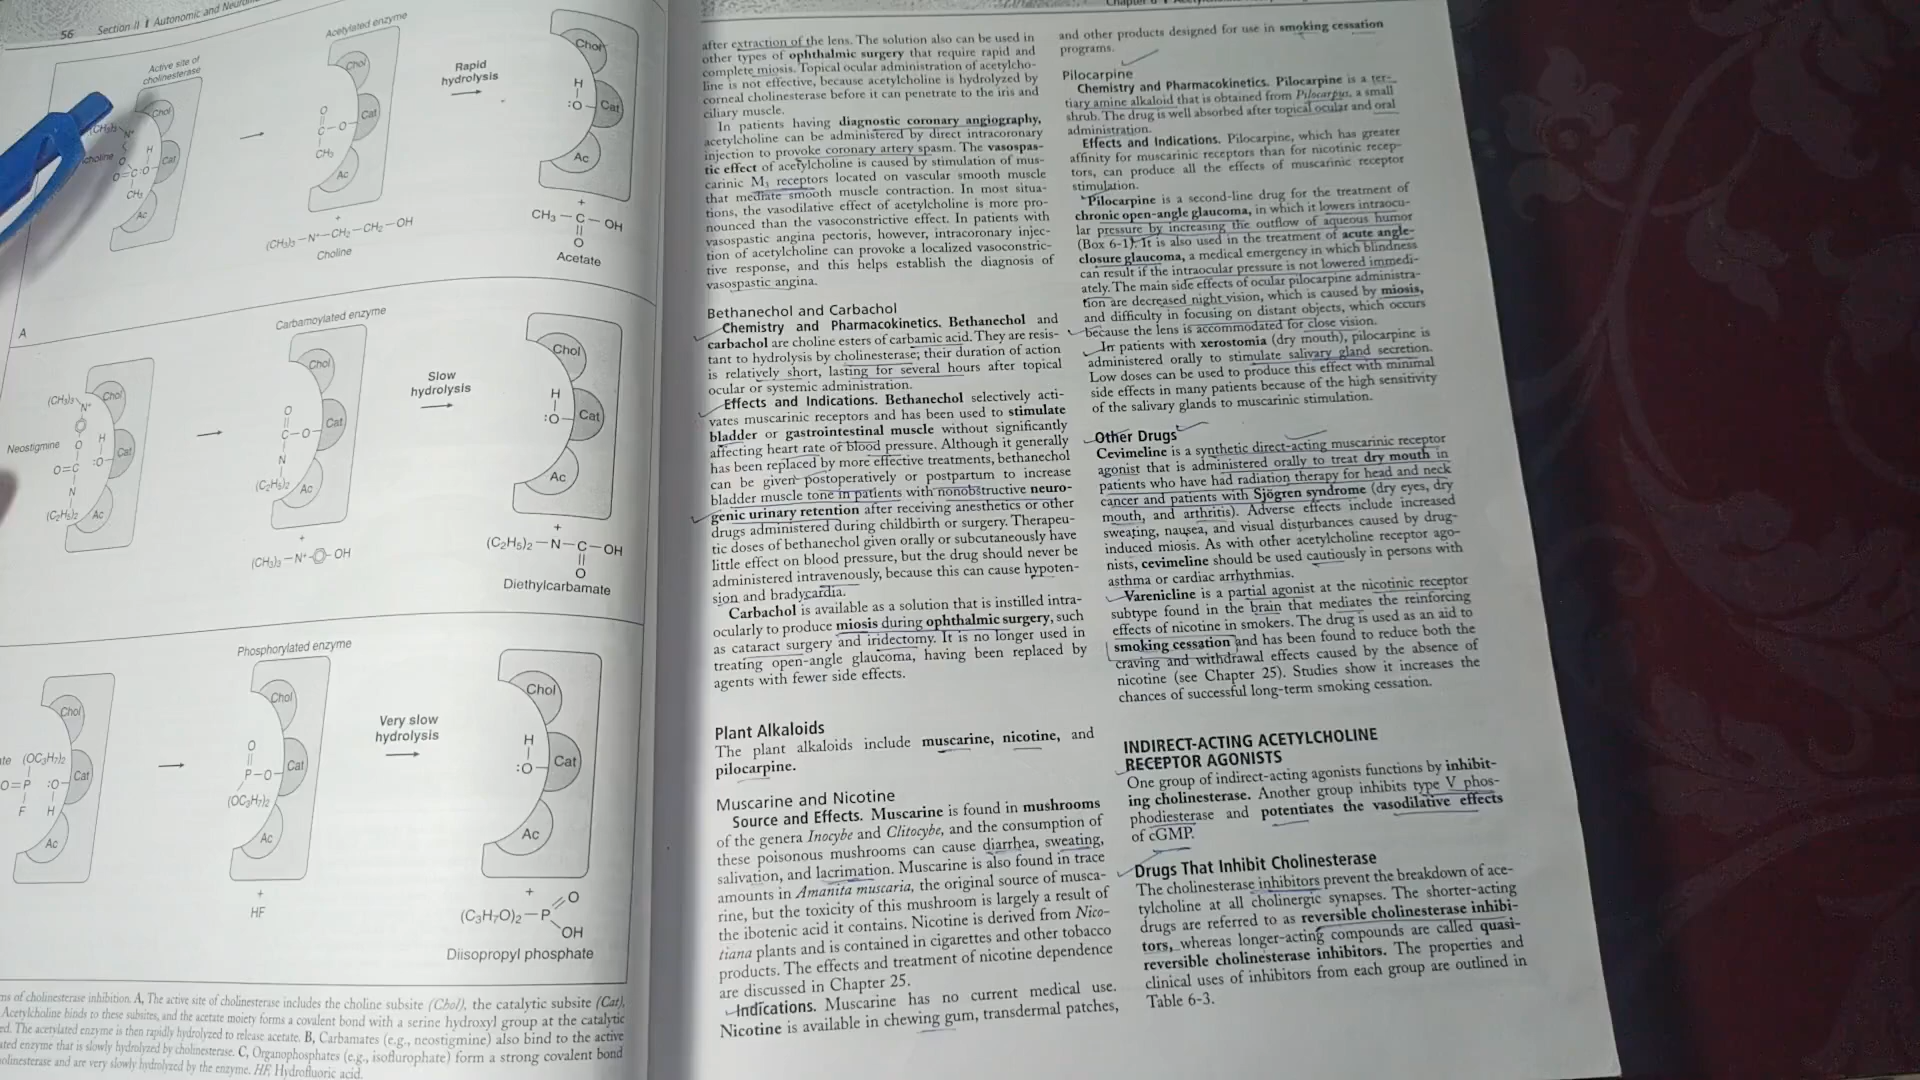 56
Section II
Autonomic and
Active site of
cholinesterase
Chol
Cat
Ac
Acetylated enzyme
Chol
Cat
Ac
(CH₃)₃—N⁺—CH₂—CH₂—OH
Choline
Rapid
hydrolysis
Chol
Cat
Ac
+
CH₃—C—OH
O
Acetate
A
(CH₃)₃
N⁺
Neostigmine
Chol
Cat
Ac
(C₂H₅)₂
Carbamoylated enzyme
Chol
Cat
(C₂H₅)₂
Ac
+
OH
Slow
hydrolysis
Chol
Cat
Ac
+
(C₂H₅)₂—N—C—OH
O
Diethylcarbamate
(OC₃H₇)₂
Chol
Cat
Ac
Phosphorylated enzyme
Chol
Cat
(OC₃H₇)₂
Ac
+
HF
Very slow
hydrolysis
Chol
Cat
Ac
+
(C₃H₇O)₂—P
O
OH
Diisopropyl phosphate
of cholinesterase inhibition. A, The active site of cholinesterase includes the choline subsite (Chol), the catalytic subsite (Cat),
Acetylcholine binds to these subsites, and the acetate moiety forms a covalent bond with a serine hydroxyl group at the catalytic
The acetylated enzyme is then rapidly hydrolyzed to release acetate. B, Carbamates (e.g., neostigmine) also bind to the active
enzyme that is slowly hydrolyzed by cholinesterase. C, Organophosphates (e.g., isoflurophate) form a strong covalent bond
and are very slowly hydrolyzed by the enzyme. HF, Hydrofluoric acid.
after extraction of the lens. The solution also can be used in
other types of ophthalmic surgery that require rapid and
complete miosis. Topical ocular administration of acetylcho-
line is not effective, because acetylcholine is hydrolyzed by
corneal cholinesterase before it can penetrate to the iris and
ciliary muscle.
In patients having diagnostic coronary angiography,
acetylcholine can be administered by direct intracoronary
injection to provoke coronary artery spasm. The vasospas-
tic effect of acetylcholine is caused by stimulation of mus-
carinic M₃ receptors located on vascular smooth muscle
that mediate smooth muscle contraction. In most situa-
tions, the vasodilative effect of acetylcholine is more pro-
nounced than the vasoconstrictive effect. In patients with
vasospastic angina pectoris, however, intracoronary injec-
tion of acetylcholine can provoke a localized vasoconstric-
tive response, and this helps establish the diagnosis of
vasospastic angina.
Bethanechol and Carbachol
Chemistry and Pharmacokinetics. Bethanechol and
carbachol are choline esters of carbamic acid. They are resis-
tant to hydrolysis by cholinesterase; their duration of action
is relatively short, lasting for several hours after topical
ocular or systemic administration.
Effects and Indications. Bethanechol selectively acti-
vates muscarinic receptors and has been used to stimulate
bladder or gastrointestinal muscle without significantly
affecting heart rate of blood pressure. Although it generally
has been replaced by more effective treatments, bethanechol
can be given postoperatively or postpartum to increase
bladder muscle tone in patients with nonobstructive neuro-
genic urinary retention after receiving anesthetics or other
drugs administered during childbirth or surgery. Therapeu-
tic doses of bethanechol given orally or subcutaneously have
little effect on blood pressure, but the drug should never be
administered intravenously, because this can cause hypoten-
sion and bradycardia.
Carbachol is available as a solution that is instilled intra-
ocularly to produce miosis during ophthalmic surgery, such
as cataract surgery and iridectomy. It is no longer used in
treating open-angle glaucoma, having been replaced by
agents with fewer side effects.
Plant Alkaloids
The plant alkaloids include muscarine, nicotine, and
pilocarpine.
Muscarine and Nicotine
Source and Effects. Muscarine is found in mushrooms
of the genera Inocybe and Clitocybe, and the consumption of
these poisonous mushrooms can cause diarrhea, sweating,
salivation, and lacrimation. Muscarine is also found in trace
amounts in Amanita muscaria, the original source of musca-
rine, but the toxicity of this mushroom is largely a result of
the ibotenic acid it contains. Nicotine is derived from Nico-
tiana plants and is contained in cigarettes and other tobacco
products. The effects and treatment of nicotine dependence
are discussed in Chapter 25.
Indications. Muscarine has no current medical use.
Nicotine is available in chewing gum, transdermal patches,
and other products designed for use in smoking cessation
programs.
Pilocarpine
Chemistry and Pharmacokinetics. Pilocarpine is a ter-
tiary amine alkaloid that is obtained from Pilocarpus, a small
shrub. The drug is well absorbed after topical ocular and oral
administration.
Effects and Indications. Pilocarpine, which has greater
affinity for muscarinic receptors than for nicotinic recep-
tors, can produce all the effects of muscarinic receptor
stimulation.
Pilocarpine is a second-line drug for the treatment of
chronic open-angle glaucoma, in which it lowers intraocu-
lar pressure by increasing the outflow of aqueous humor
(Box 6-1). It is also used in the treatment of acute angle-
closure glaucoma, a medical emergency in which blindness
can result if the intraocular pressure is not lowered immedi-
ately. The main side effects of ocular pilocarpine administra-
tion are decreased night vision, which is caused by miosis,
and difficulty in focusing on distant objects, which occurs
because the lens is accommodated for close vision.
In patients with xerostomia (dry mouth), pilocarpine is
administered orally to stimulate salivary gland secretion.
Low doses can be used to produce this effect with minimal
side effects in many patients because of the high sensitivity
of the salivary glands to muscarinic stimulation.
Other Drugs
Cevimeline is a synthetic direct-acting muscarinic receptor
agonist that is administered orally to treat dry mouth in
patients who have had radiation therapy for head and neck
cancer and patients with Sjögren syndrome (dry eyes, dry
mouth, and arthritis). Adverse effects include increased
sweating, nausea, and visual disturbances caused by drug-
induced miosis. As with other acetylcholine receptor ago-
nists, cevimeline should be used cautiously in persons with
asthma or cardiac arrhythmias.
Varenicline is a partial agonist at the nicotinic receptor
subtype found in the brain that mediates the reinforcing
effects of nicotine in smokers. The drug is used as an aid to
smoking cessation and has been found to reduce both the
craving and withdrawal effects caused by the absence of
nicotine (see Chapter 25). Studies show it increases the
chances of successful long-term smoking cessation.
INDIRECT-ACTING ACETYLCHOLINE
RECEPTOR AGONISTS
One group of indirect-acting agonists functions by inhibit-
ing cholinesterase. Another group inhibits type V phos-
phodiesterase and potentiates the vasodilative effects
of cGMP.
Drugs That Inhibit Cholinesterase
The cholinesterase inhibitors prevent the breakdown of ace-
tylcholine at all cholinergic synapses. The shorter-acting
drugs are referred to as reversible cholinesterase inhibi-
tors, whereas longer-acting compounds are called quasi-
reversible cholinesterase inhibitors. The properties and
clinical uses of inhibitors from each group are outlined in
Table 6-3.